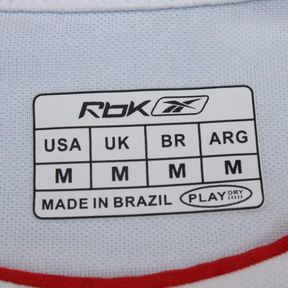 Rbk
USA UK BR ARG
M M M M
MADE IN BRAZIL PLAY DRY